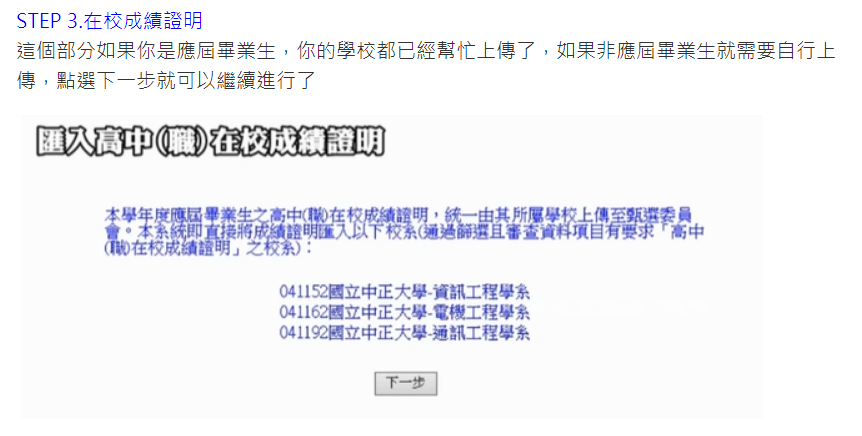 STEP 3.在校成績證明
這個部分如果你是應屆畢業生，你的學校都已經幫忙上傳了，如果非應屆畢業生就需要自行上
傳，點選下一步就可以繼續進行了
匯入高中(職)在校成績證明
本學年度應屆畢業生之高中(職)在校成績證明，統一由其所屬學校上傳至甄選委員
會。本系統即直接將成績證明匯入以下校系(通過篩選且審查資料項目有要求「高中
(職)在校成績證明」之校系)：
041152國立中正大學-資訊工程學系
041162國立中正大學-電機工程學系
041192國立中正大學-通訊工程學系
下一步